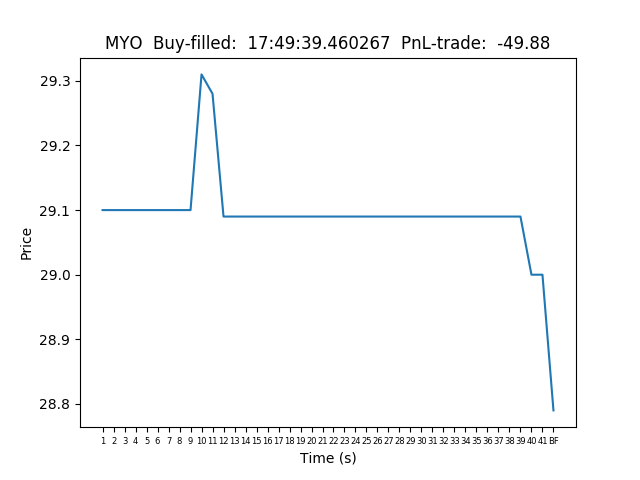 MYO  Buy-filled:  17:49:39.460267  PnL-trade:  -49.88
29.3
29.2
29.1
29.0
28.9
28.8
Price
1 2 3 4 5 6 7 8 9 10 11 12 13 14 15 16 17 18 19 20 21 22 23 24 25 26 27 28 29 30 31 32 33 34 35 36 37 38 39 40 41 BF
Time (s)